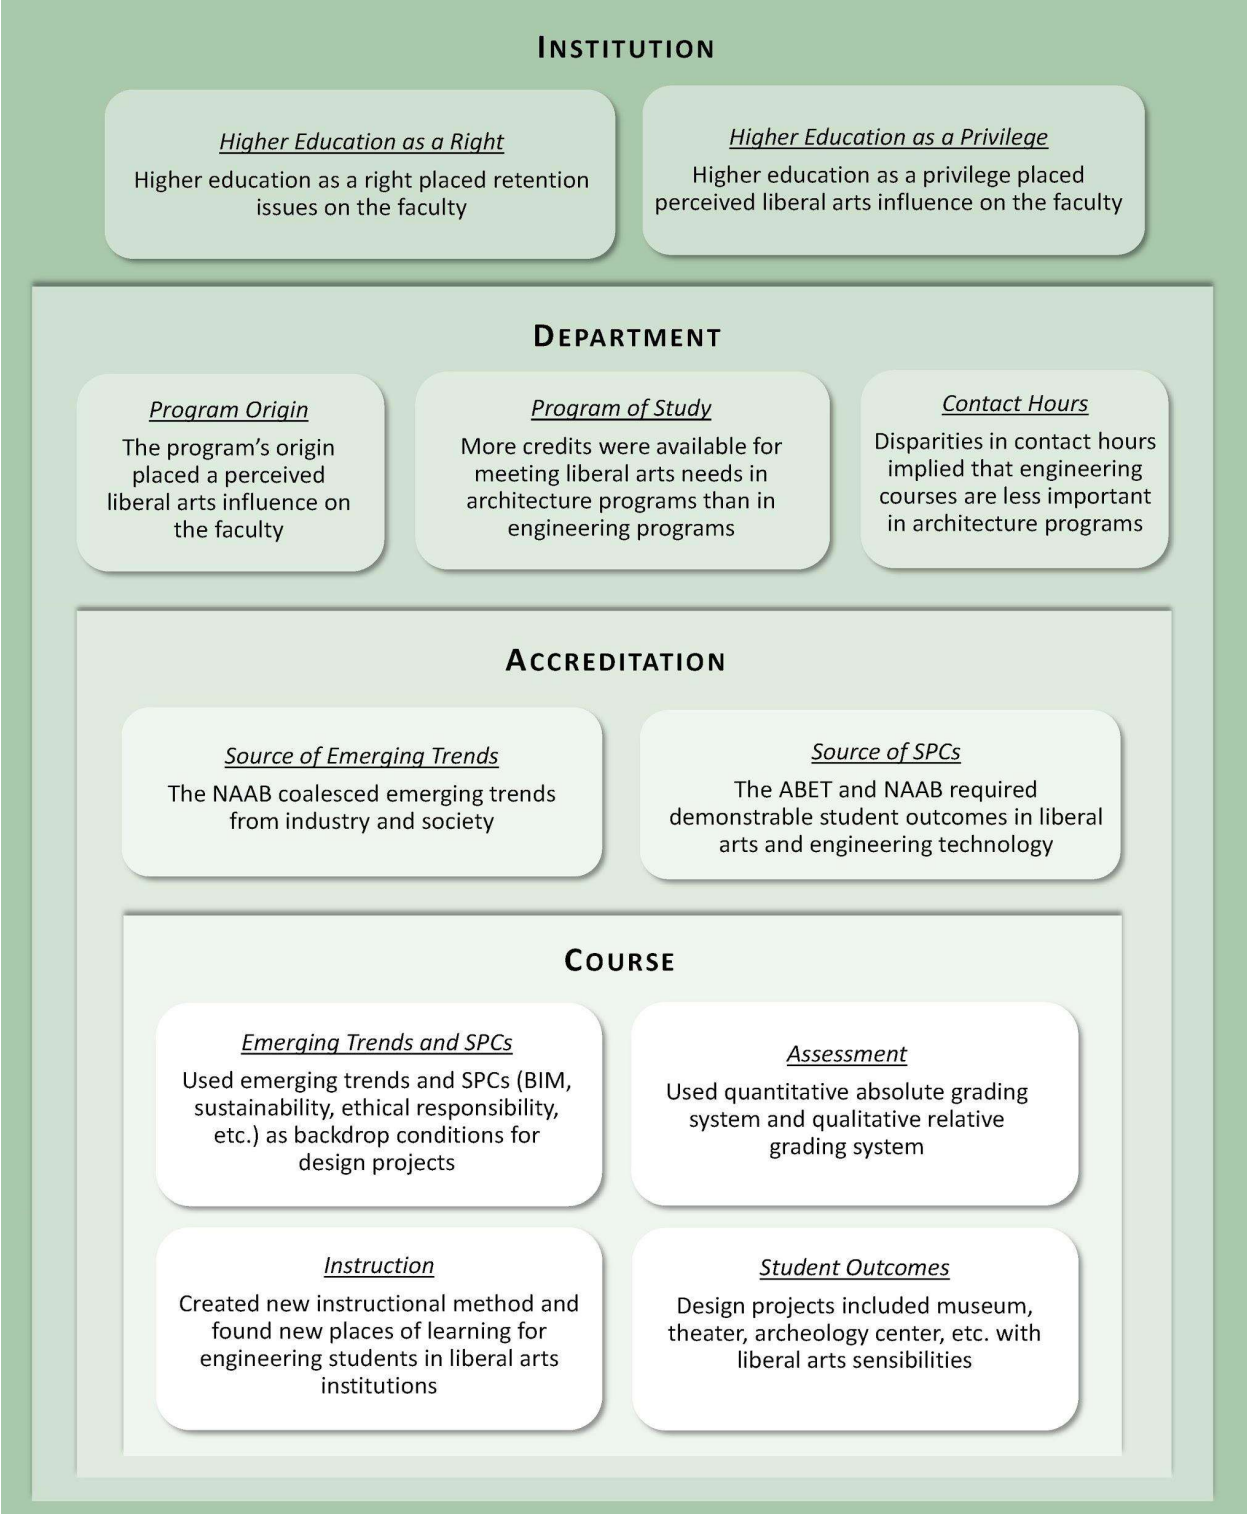 INSTITUTION
Higher Education as a Right
Higher education as a right placed retention
issues on the faculty
Higher Education as a Privilege
Higher education as a privilege placed
perceived liberal arts influence on the faculty
DEPARTMENT
Program Origin
The program’s origin
placed a perceived
liberal arts influence on
the faculty
Program of Study
More credits were available for
meeting liberal arts needs in
architecture programs than in
engineering programs
Contact Hours
Disparities in contact hours
implied that engineering
courses are less important
in architecture programs
ACCREDITATION
Source of Emerging Trends
The NAAB coalesced emerging trends
from industry and society
Source of SPCs
The ABET and NAAB required
demonstrable student outcomes in liberal
arts and engineering technology
COURSE
Emerging Trends and SPCs
Used emerging trends and SPCs (BIM,
sustainability, ethical responsibility,
etc.) as backdrop conditions for
design projects
Assessment
Used quantitative absolute grading
system and qualitative relative
grading system
Instruction
Created new instructional method and
found new places of learning for
engineering students in liberal arts
institutions
Student Outcomes
Design projects included museum,
theater, archeology center, etc. with
liberal arts sensibilities